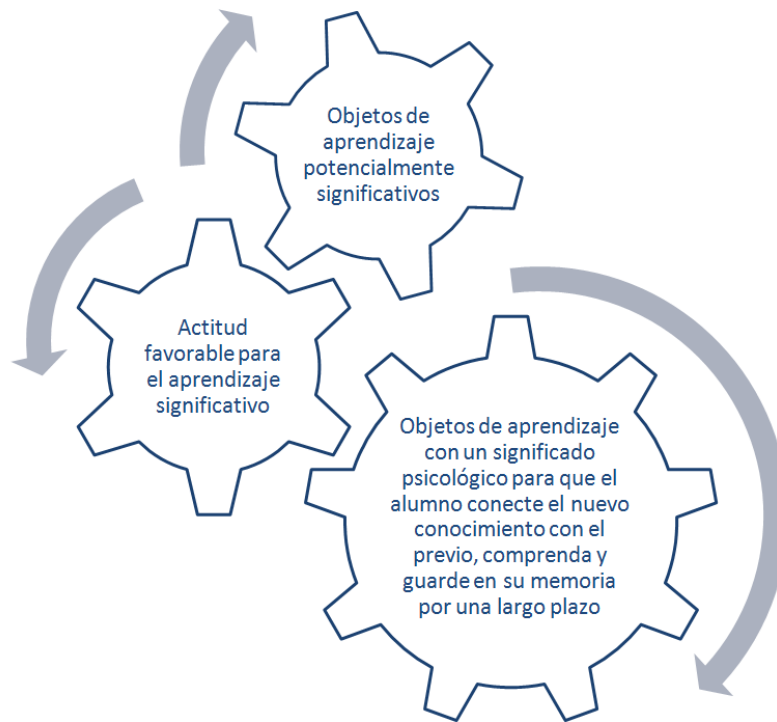 Objetos de
aprendizaje
potencialmente
significativos
Actitud
favorable para
el aprendizaje
significativo
Objetos de aprendizaje
con un significado
psicológico para que el
alumno conecte el nuevo
conocimiento con el
previo, comprenda y
guarde en su memoria
por una largo plazo